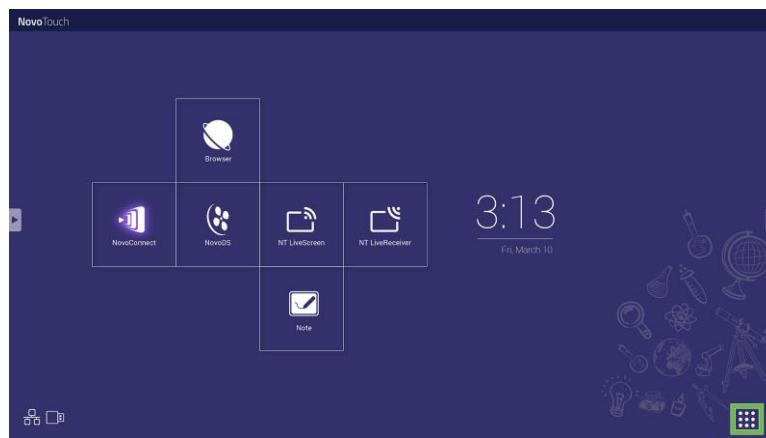 NovoTouch
Browser
NovoConnect
NovoDS
NT LiveScreen
NT LiveReceiver
3:13
Fri, March 10
Note